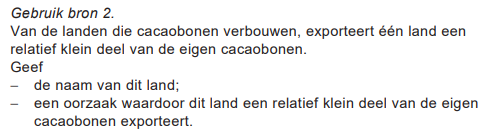 Gebruik bron 2.
Van de landen die cacaobonen verbouwen, exporteert één land een
relatief klein deel van de eigen cacaobonen.
Geef
− de naam van dit land;
− een oorzaak waardoor dit land een relatief klein deel van de eigen
cacaobonen exporteert.